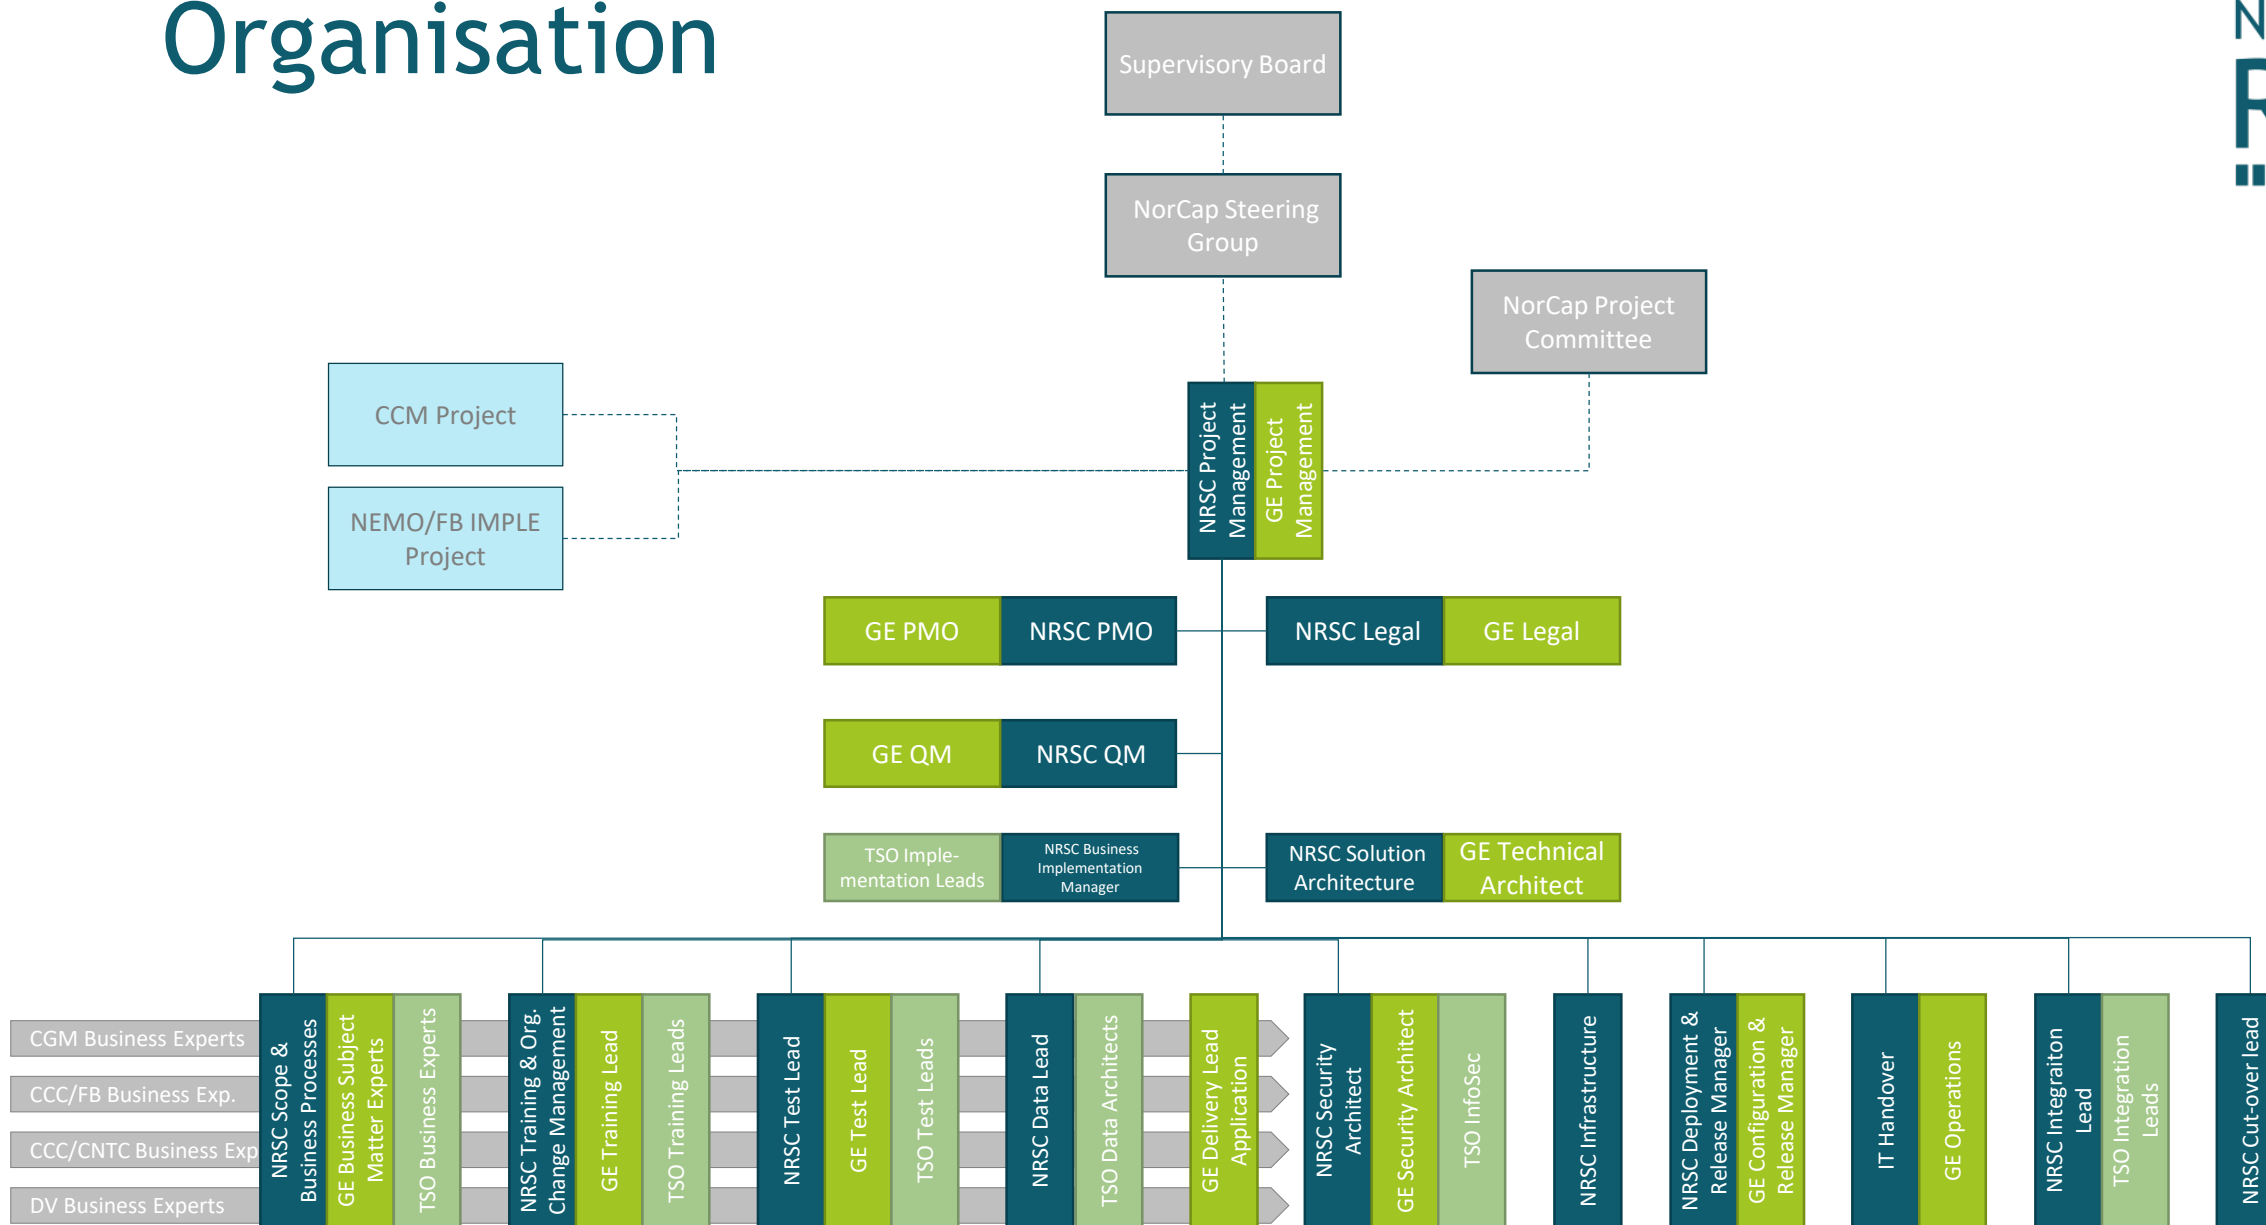 Organisation
N
R
Supervisory Board
NorCap Steering
Group
NorCap Project
Committee
CCM Project
NEMO/FB IMPLE
Project
NRSC Project
Management
GE Project
Management
GE PMO
NRSC PMO
NRSC Legal
GE Legal
GE QM
NRSC QM
TSO Imple-
mentation Leads
NRSC Business
Implementation
Manager
NRSC Solution
Architecture
GE Technical
Architect
CGM Business Experts
CCC/FB Business Exp.
CCC/CNTC Business Exp
DV Business Experts
NRSC Scope &
Business Processes
GE Business Subject
Matter Experts
TSO Business Experts
NRSC Training & Org.
Change Management
GE Training Lead
TSO Training Leads
NRSC Test Lead
GE Test Lead
TSO Test Leads
NRSC Data Lead
TSO Data Architects
GE Delivery Lead
Application
NRSC Security
Architect
GE Security Architect
TSO InfoSec
NRSC Infrastructure
NRSC Deployment &
Release Manager
GE Configuration &
Release Manager
IT Handover
GE Operations
NRSC Integraiton
Lead
TSO Integration
Leads
NRSC Cut-over lead